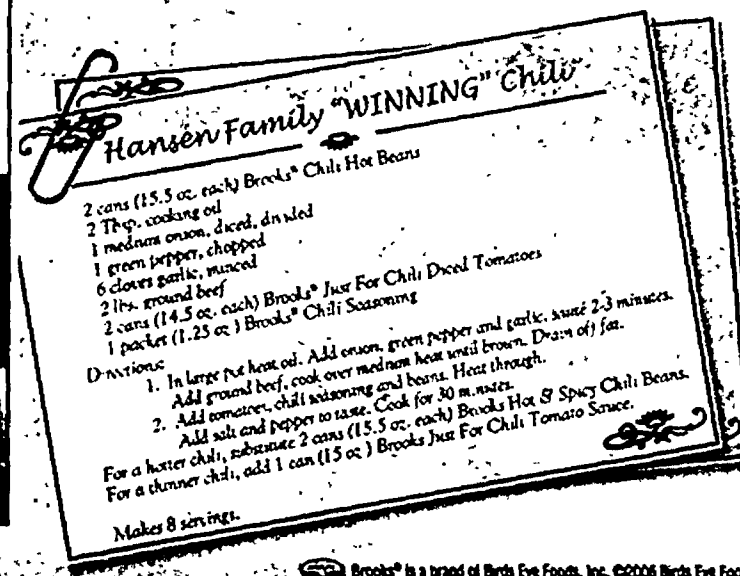 Hansen Family "WINNING" Chili
2 cans (15.5 oz. each) Brooks® Chili Hot Beans
2 Tbsp. cooking oil
1 medium onion, diced, divided
1 green pepper, chopped
6 cloves garlic, minced
2 lbs. ground beef
2 cans (14.5 oz. each) Brooks® Just For Chili Diced Tomatoes
1 packet (1.25 oz.) Brooks® Chili Seasoning
Directions:
1. In large pot heat oil. Add onion, green pepper and garlic, sauté 2-3 minutes.
Add ground beef, cook over medium heat until brown. Drain off fat.
2. Add tomatoes, chili seasoning and beans. Heat through.
Add salt and pepper to taste. Cook for 30 minutes.
For a hotter chili, substitute 2 cans (15.5 oz. each) Brooks Hot & Spicy Chili Beans.
For a thinner chili, add 1 can (15 oz.) Brooks Just For Chili Tomato Sauce.
Makes 8 servings.
Brooks® is a brand of Birds Eye Foods, Inc. ©2006 Birds Eye Foo